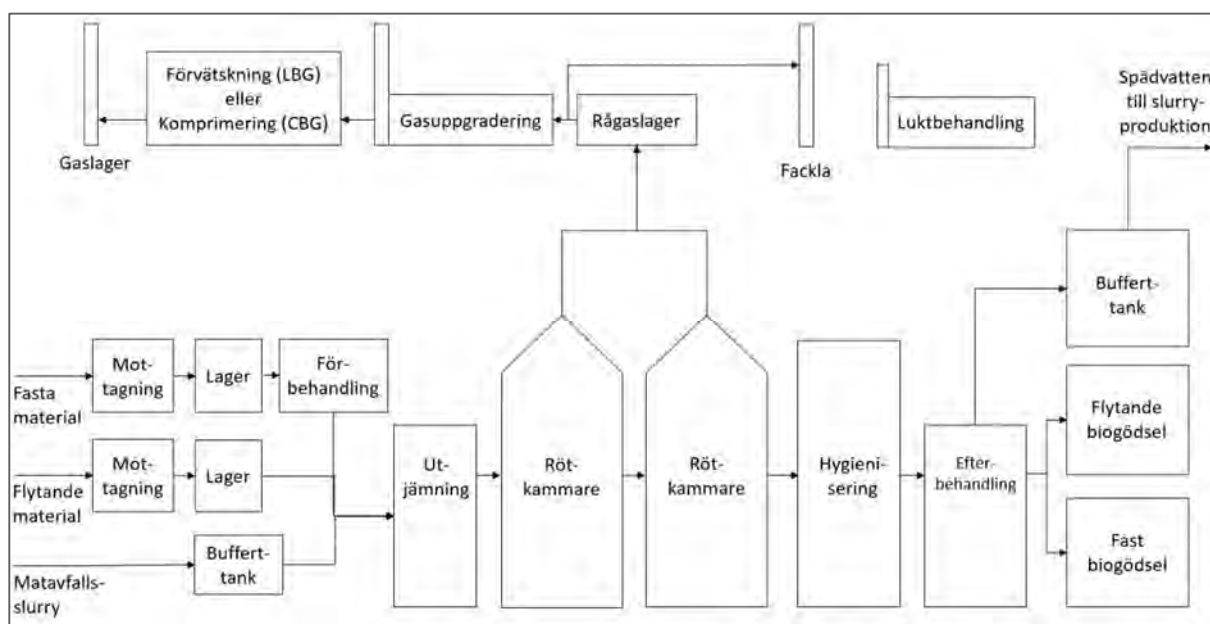 Förvätskning (LBG)
eller
Komprimering (CBG)
Gaslager
Gasuppgradering
Rågaslager
Fackla
Luktbehandling
Spädvatten
till slurry-
produktion
Buffert-
tank
Mot-
tagning
Lager
För-
behandling
Fasta
material
Mot-
tagning
Lager
Flytande
material
Buffert-
tank
Matavfalls-
slurry
Ut-
jämning
Röt-
kammare
Röt-
kammare
Hygieni-
sering
Efter-
behandling
Flytande
biogödsel
Fast
biogödsel